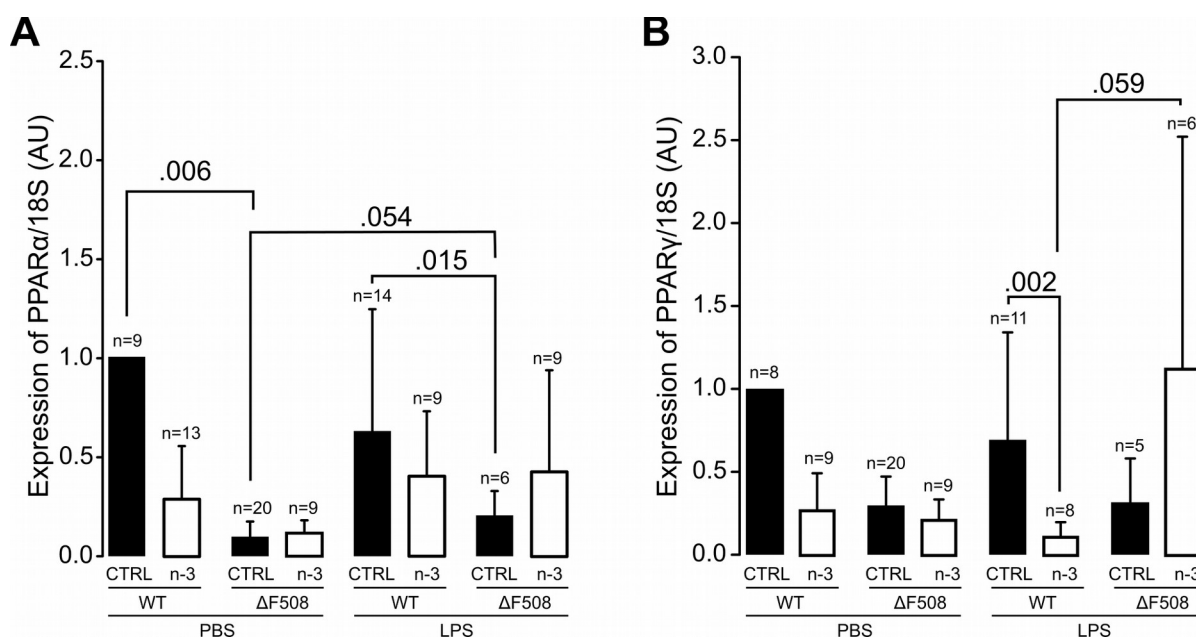 A
Expression of PPARα/18S (AU)
2.5
2.0
1.5
1.0
0.5
0.0
.006
.054
.015
n=9
n=13
n=20
n=9
n=14
n=9
n=6
n=9
CTRL n-3 CTRL n-3 CTRL n-3 CTRL n-3
WT ΔF508 WT ΔF508
PBS LPS
B
Expression of PPARγ/18S (AU)
3.0
2.5
2.0
1.5
1.0
0.5
0.0
.059
.002
n=8
n=9
n=20
n=9
n=11
n=8
n=5
n=6
CTRL n-3 CTRL n-3 CTRL n-3 CTRL n-3
WT ΔF508 WT ΔF508
PBS LPS